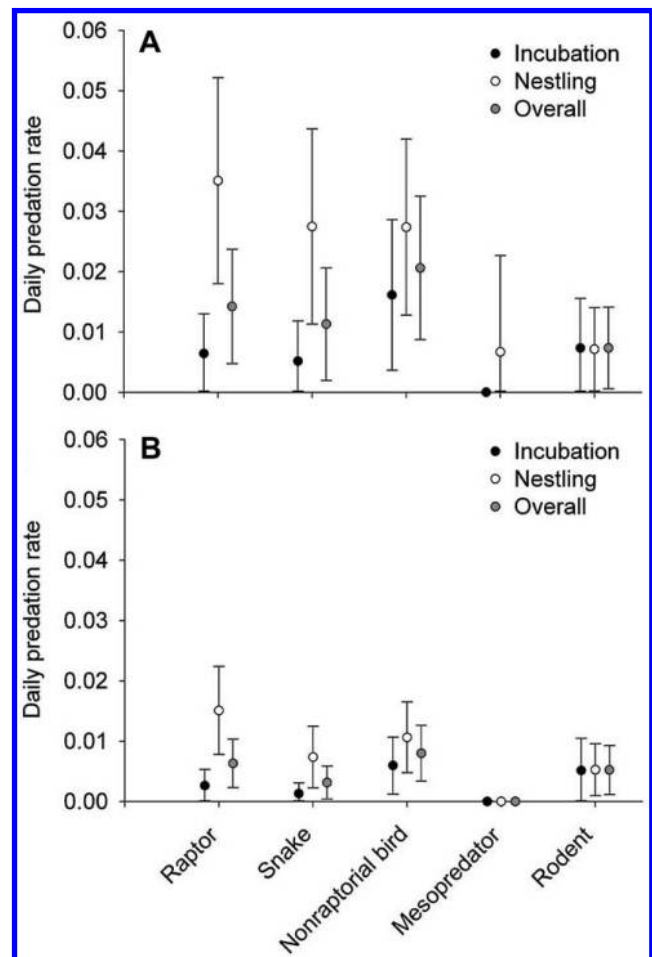 A
Incubation
Nestling
Overall
Daily predation rate
0.06
0.05
0.04
0.03
0.02
0.01
0.00
B
Incubation
Nestling
Overall
Daily predation rate
0.06
0.05
0.04
0.03
0.02
0.01
0.00
Raptor
Snake
Nonraptorial bird
Mesopredator
Rodent